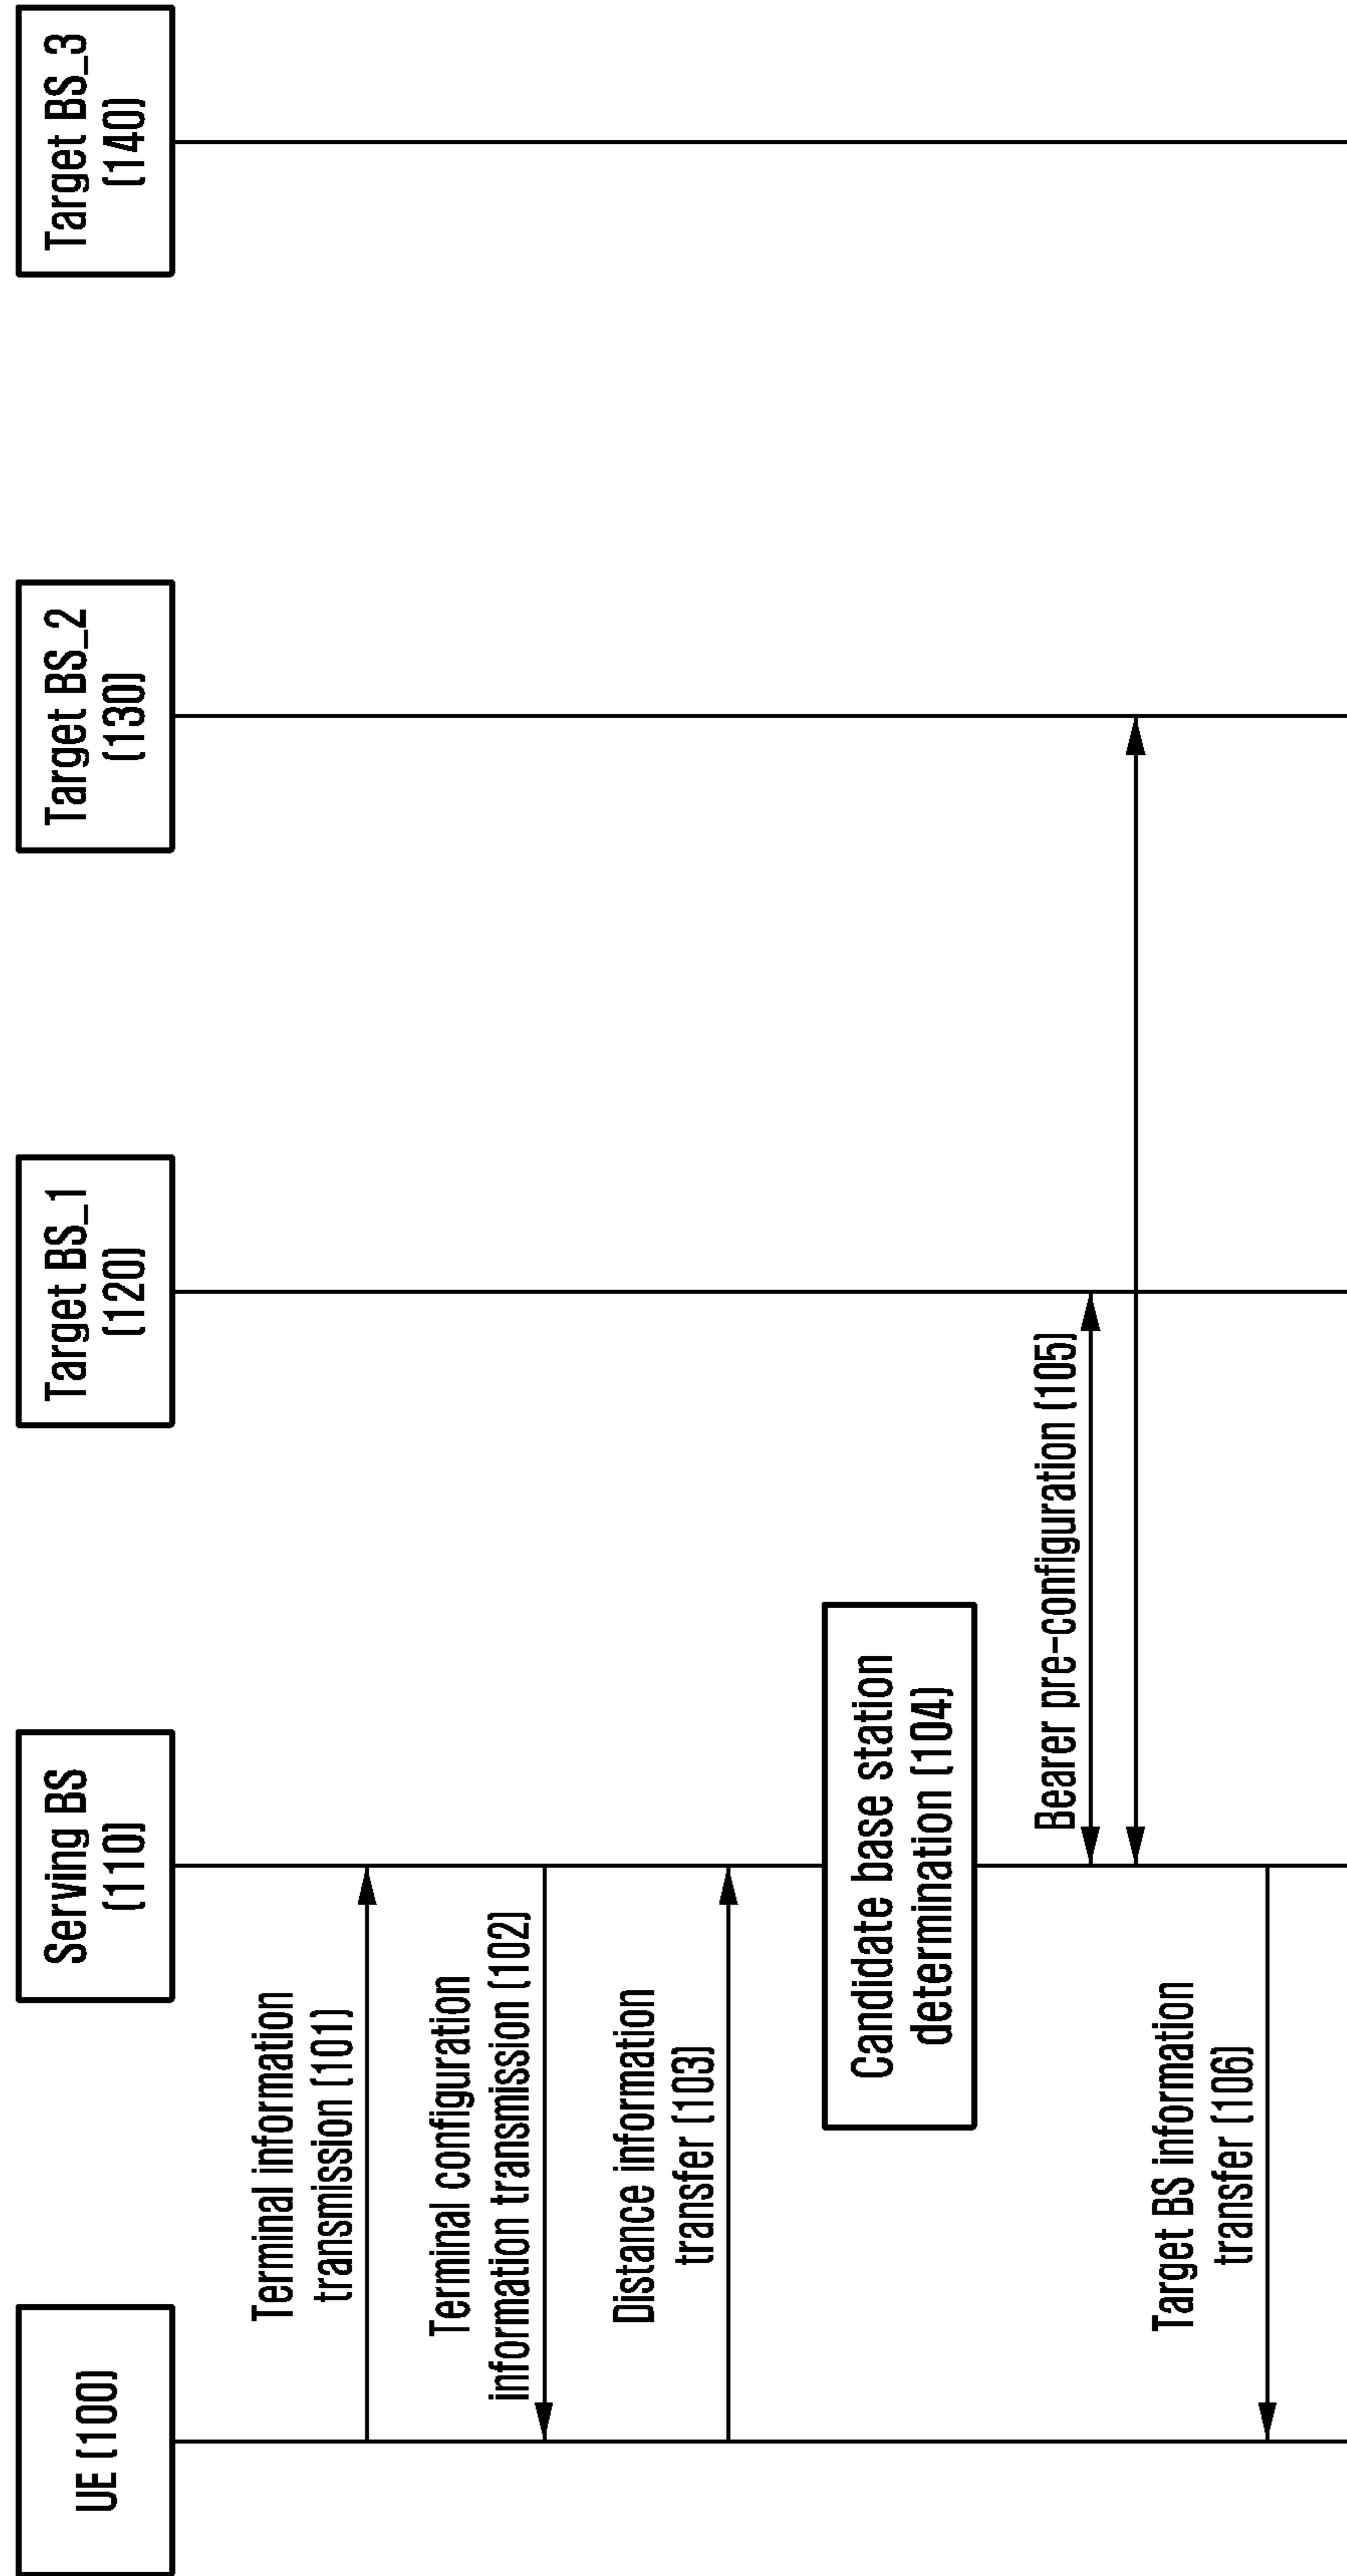 UE (100)
Serving BS
(110)
Target BS_1
(120)
Target BS_2
(130)
Target BS_3
(140)
Terminal information
transmission (101)
Terminal configuration
information transmission (102)
Distance information
transfer (103)
Candidate base station
determination (104)
Bearer pre-configuration (105)
Target BS information
transfer (106)